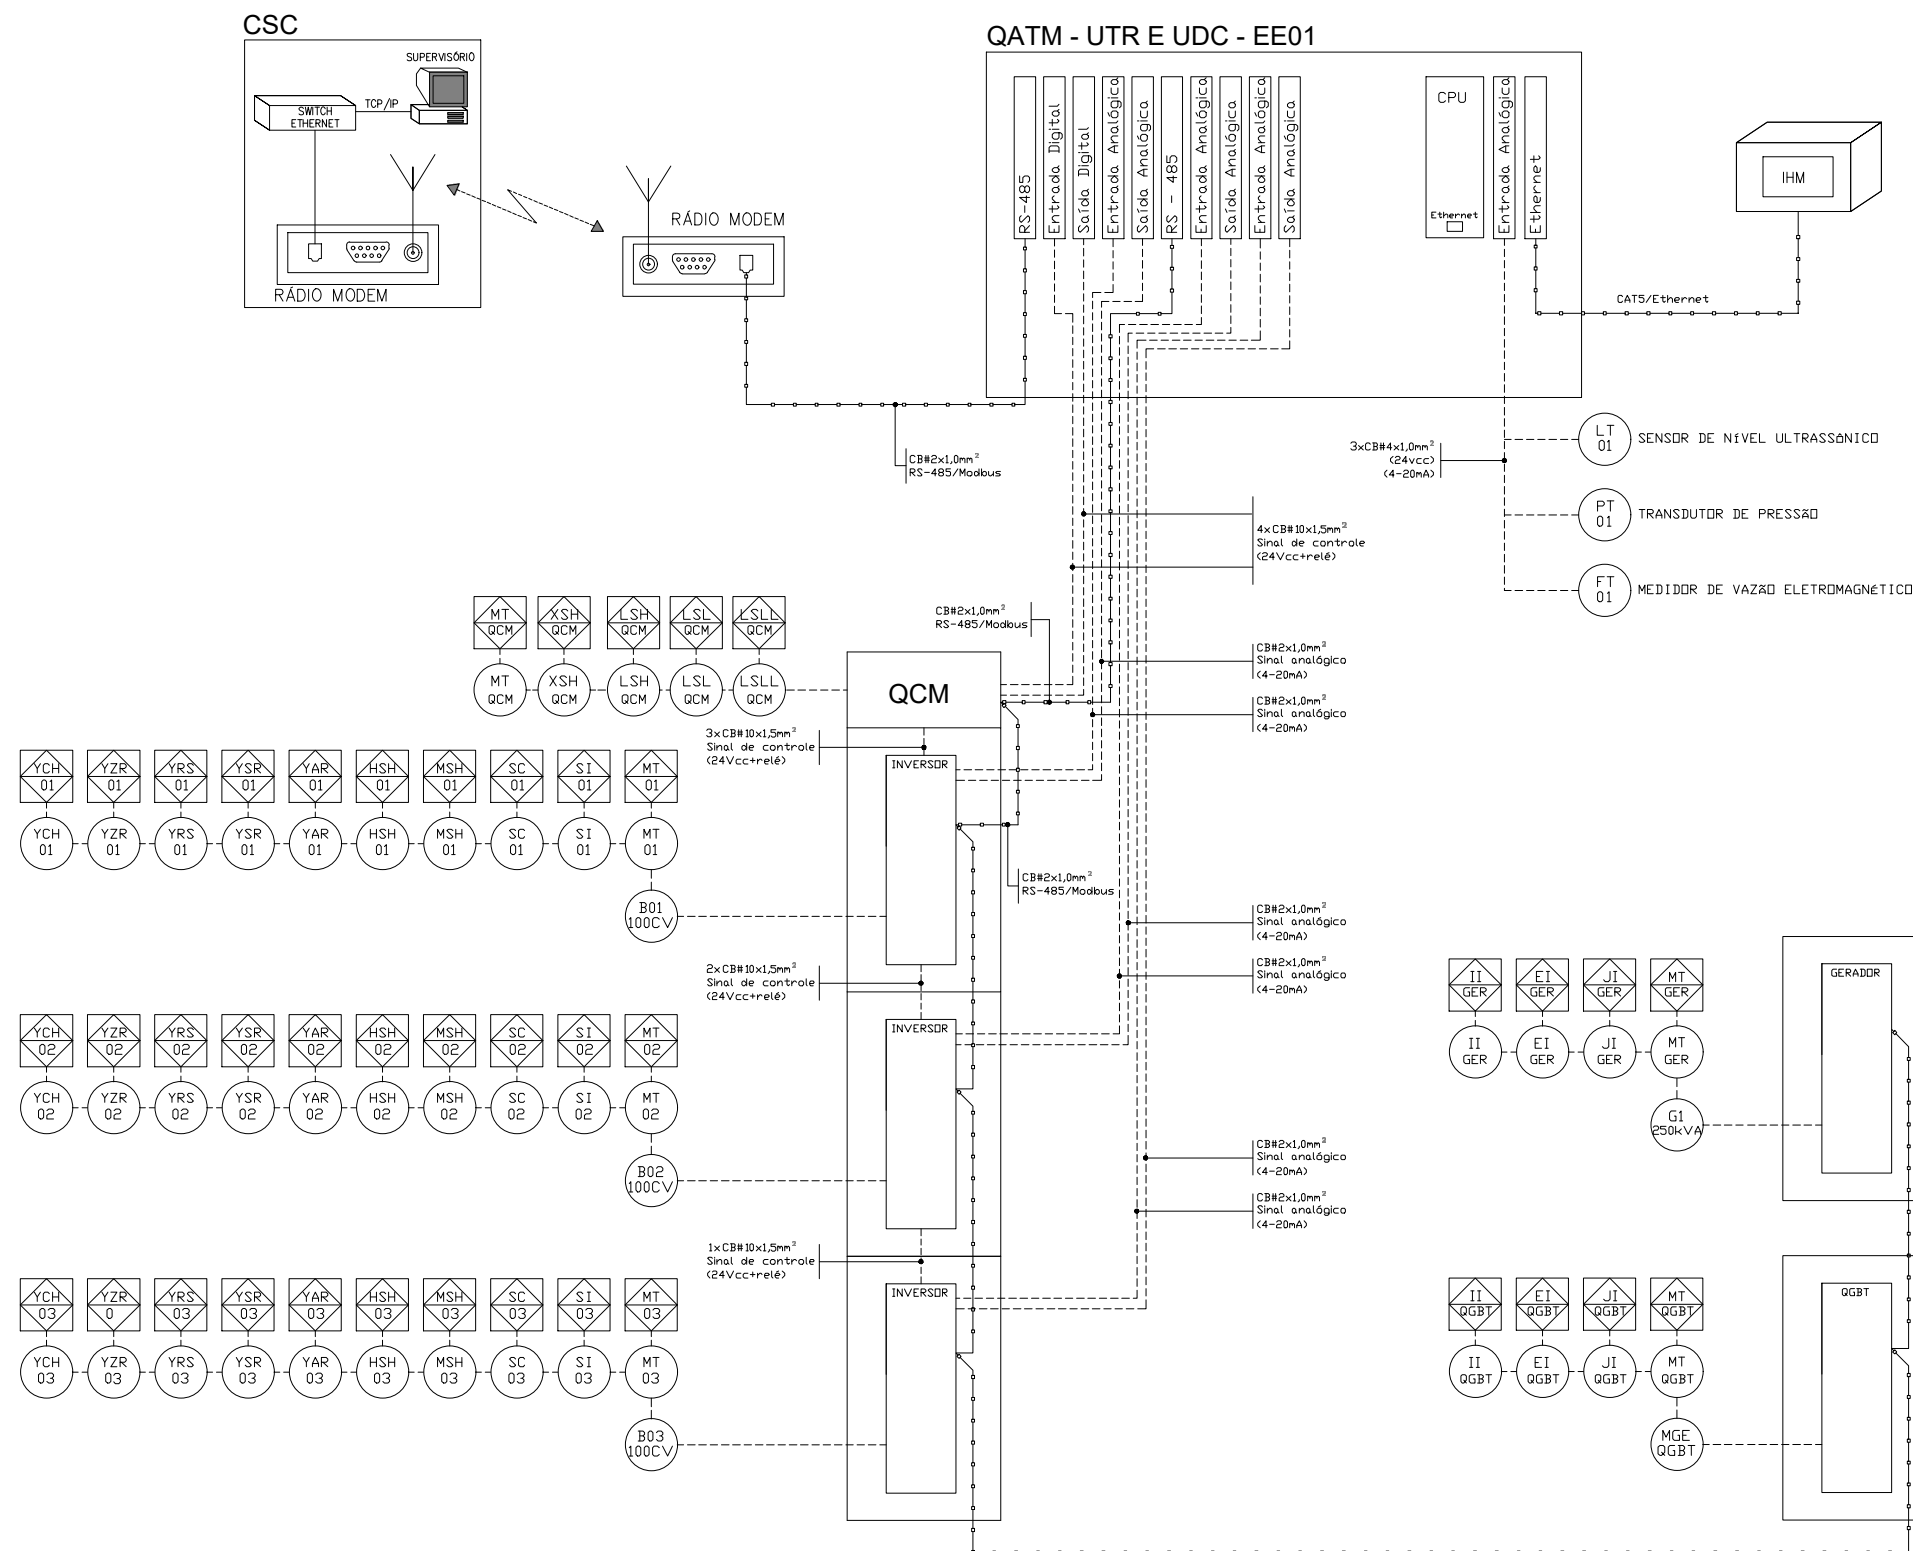 CSC
SUPERVISÓRIO
TCP/IP
SWITCH
ETHERNET
RÁDIO MODEM
RÁDIO MODEM
QATM - UTR E UDC - EE01
RS-485
Entrada Digital
Saída Digital
Entrada Analógica
Saída Analógica
RS - 485
Entrada Analógica
Saída Analógica
Entrada Analógica
Saída Analógica
CPU
Ethernet
Entrada Analógica
Ethernet
IHM
CAT5/Ethernet
CB#2x1,0mm²
RS-485/Modbus
3xCB#4x1,0mm²
(24vcc)
(4-20mA)
LT
01
SENSOR DE NÍVEL ULTRASSÔNICO
PT
01
TRANSDUTOR DE PRESSÃO
FT
01
MEDIDOR DE VAZÃO ELETROMAGNÉTICO
4xCB#10x1,5mm²
Sinal de controle
(24Vcc+relé)
CB#2x1,0mm²
RS-485/Modbus
CB#2x1,0mm²
Sinal analógico
(4-20mA)
CB#2x1,0mm²
Sinal analógico
(4-20mA)
MT XSH LSH LSL LSLL
QCM QCM QCM QCM QCM
MT XSH LSH LSL LSLL
QCM QCM QCM QCM QCM
QCM
3xCB#10x1,5mm²
Sinal de controle
(24Vcc+relé)
INVERSOR
YCH YZR YRS YSR YAR HSH MSH SC SI MT
01 01 01 01 01 01 01 01 01 01
YCH YZR YRS YSR YAR HSH MSH SC SI MT
01 01 01 01 01 01 01 01 01 01
B01
100CV
CB#2x1,0mm²
RS-485/Modbus
CB#2x1,0mm²
Sinal analógico
(4-20mA)
CB#2x1,0mm²
Sinal analógico
(4-20mA)
2xCB#10x1,5mm²
Sinal de controle
(24Vcc+relé)
INVERSOR
YCH YZR YRS YSR YAR HSH MSH SC SI MT
02 02 02 02 02 02 02 02 02 02
YCH YZR YRS YSR YAR HSH MSH SC SI MT
02 02 02 02 02 02 02 02 02 02
B02
100CV
CB#2x1,0mm²
Sinal analógico
(4-20mA)
CB#2x1,0mm²
Sinal analógico
(4-20mA)
1xCB#10x1,5mm²
Sinal de controle
(24Vcc+relé)
INVERSOR
YCH YZR YRS YSR YAR HSH MSH SC SI MT
03 0 03 03 03 03 03 03 03 03
YCH YZR YRS YSR YAR HSH MSH SC SI MT
03 03 03 03 03 03 03 03 03 03
B03
100CV
II EI JI MT
GER GER GER GER
II EI JI MT
GER GER GER GER
G1
250kVA
GERADOR
II EI JI MT
QGBT QGBT QGBT QGBT
II EI JI MT
QGBT QGBT QGBT QGBT
MGE
QGBT
QGBT